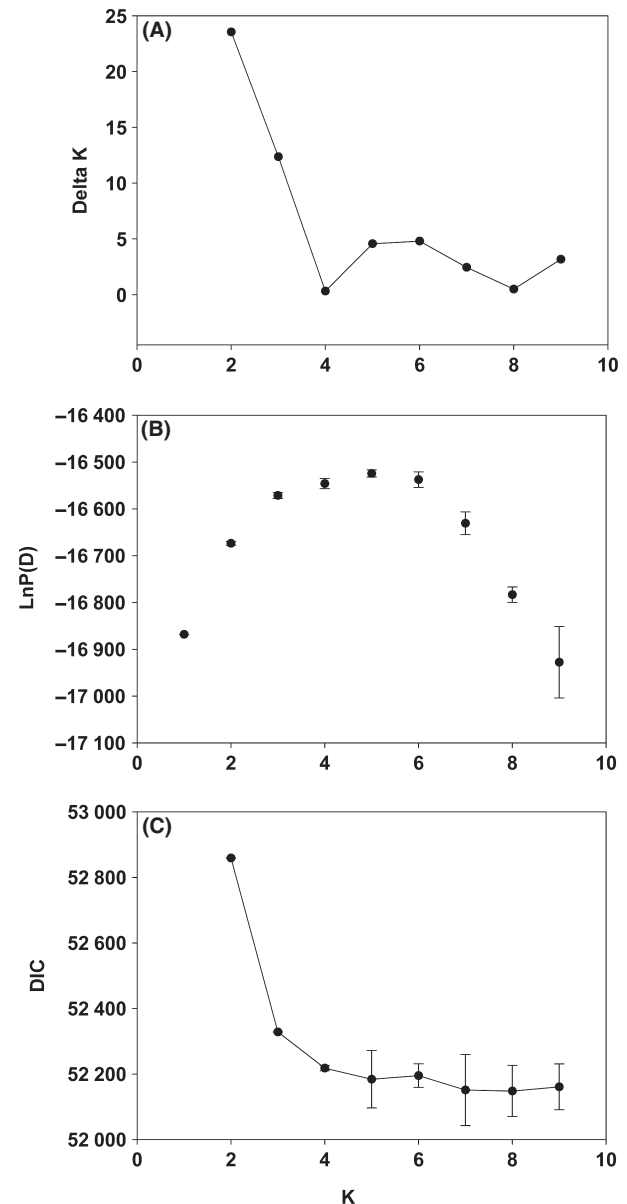 (A)
Delta K
25
20
15
10
5
0
0 2 4 6 8 10
(B)
LnP(D)
–16 400
–16 500
–16 600
–16 700
–16 800
–16 900
–17 000
–17 100
0 2 4 6 8 10
(C)
DIC
53 000
52 800
52 600
52 400
52 200
52 000
0 2 4 6 8 10
K